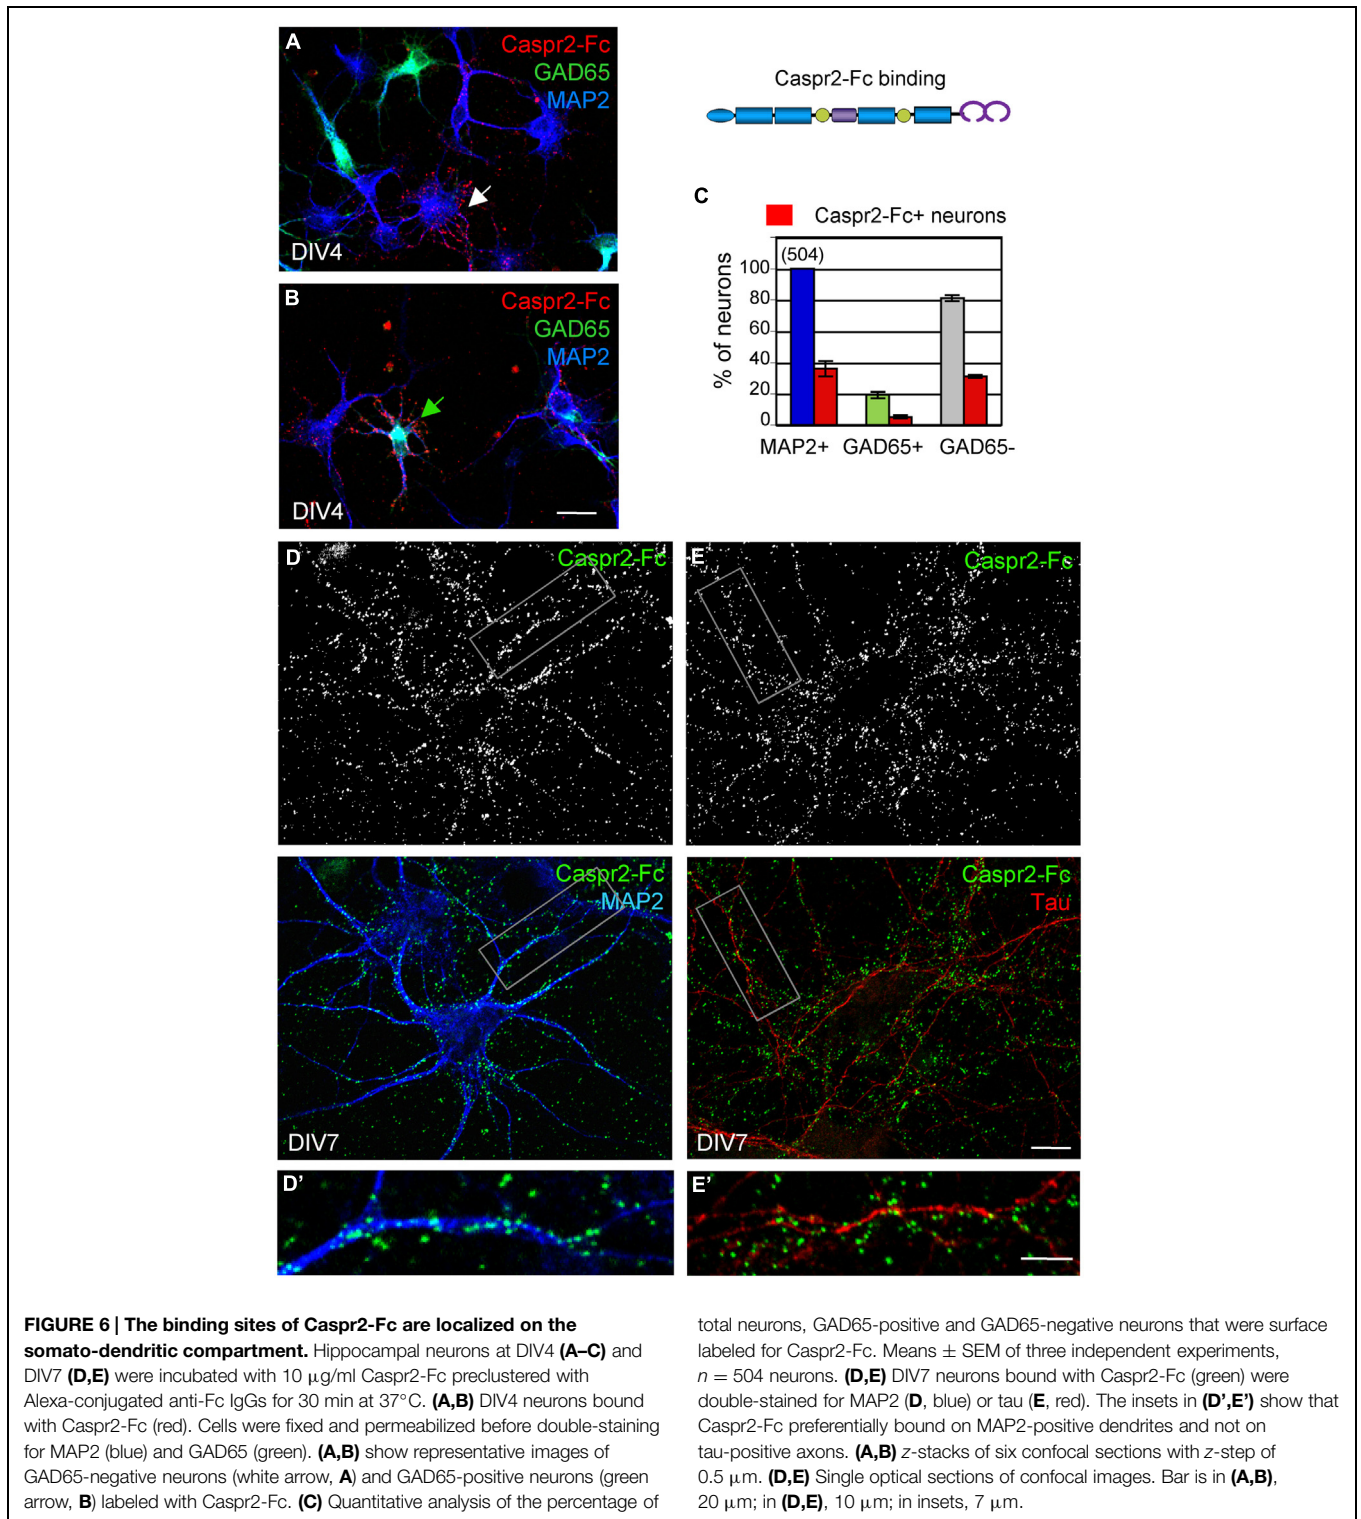 A
Caspr2-Fc
GAD65
MAP2
DIV4
B
Caspr2-Fc
GAD65
MAP2
DIV4
Caspr2-Fc binding
C
Caspr2-Fc+ neurons
(504)
% of neurons
100
80
60
40
20
0
MAP2+ GAD65+ GAD65-
D
Caspr2-Fc
E
Caspr2-Fc
Caspr2-Fc
MAP2
DIV7
Caspr2-Fc
Tau
DIV7
D'
E'
FIGURE 6 | The binding sites of Caspr2-Fc are localized on the
somato-dendritic compartment. Hippocampal neurons at DIV4 (A–C) and
DIV7 (D,E) were incubated with 10 μg/ml Caspr2-Fc preclustered with
Alexa-conjugated anti-Fc IgGs for 30 min at 37°C. (A,B) DIV4 neurons bound
with Caspr2-Fc (red). Cells were fixed and permeabilized before double-staining
for MAP2 (blue) and GAD65 (green). (A,B) show representative images of
GAD65-negative neurons (white arrow, A) and GAD65-positive neurons (green
arrow, B) labeled with Caspr2-Fc. (C) Quantitative analysis of the percentage of
total neurons, GAD65-positive and GAD65-negative neurons that were surface
labeled for Caspr2-Fc. Means ± SEM of three independent experiments,
n = 504 neurons. (D,E) DIV7 neurons bound with Caspr2-Fc (green) were
double-stained for MAP2 (D, blue) or tau (E, red). The insets in (D',E') show that
Caspr2-Fc preferentially bound on MAP2-positive dendrites and not on
tau-positive axons. (A,B) z-stacks of six confocal sections with z-step of
0.5 μm. (D,E) Single optical sections of confocal images. Bar is in (A,B),
20 μm; in (D,E), 10 μm; in insets, 7 μm.